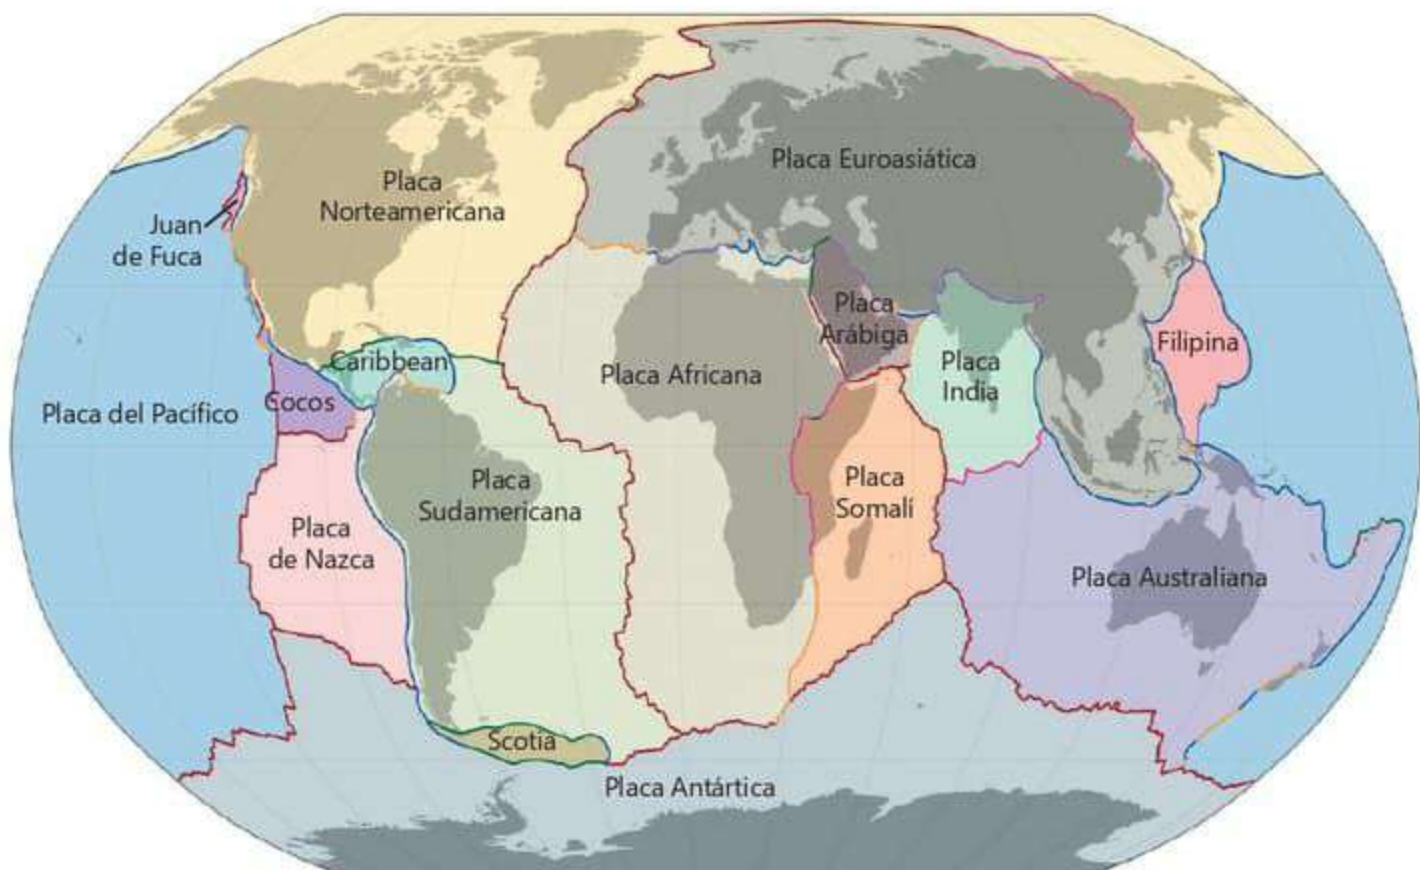 Placa Euroasiática
Placa
Norteamericana
Juan
de Fuca
Placa
Arábiga
Filipina
Caribbean
Placa
India
Placa Africana
Cocos
Placa del Pacífico
Placa
Sudamericana
Placa
Somalí
Placa
de Nazca
Placa Australiana
Scotia
Placa Antártica